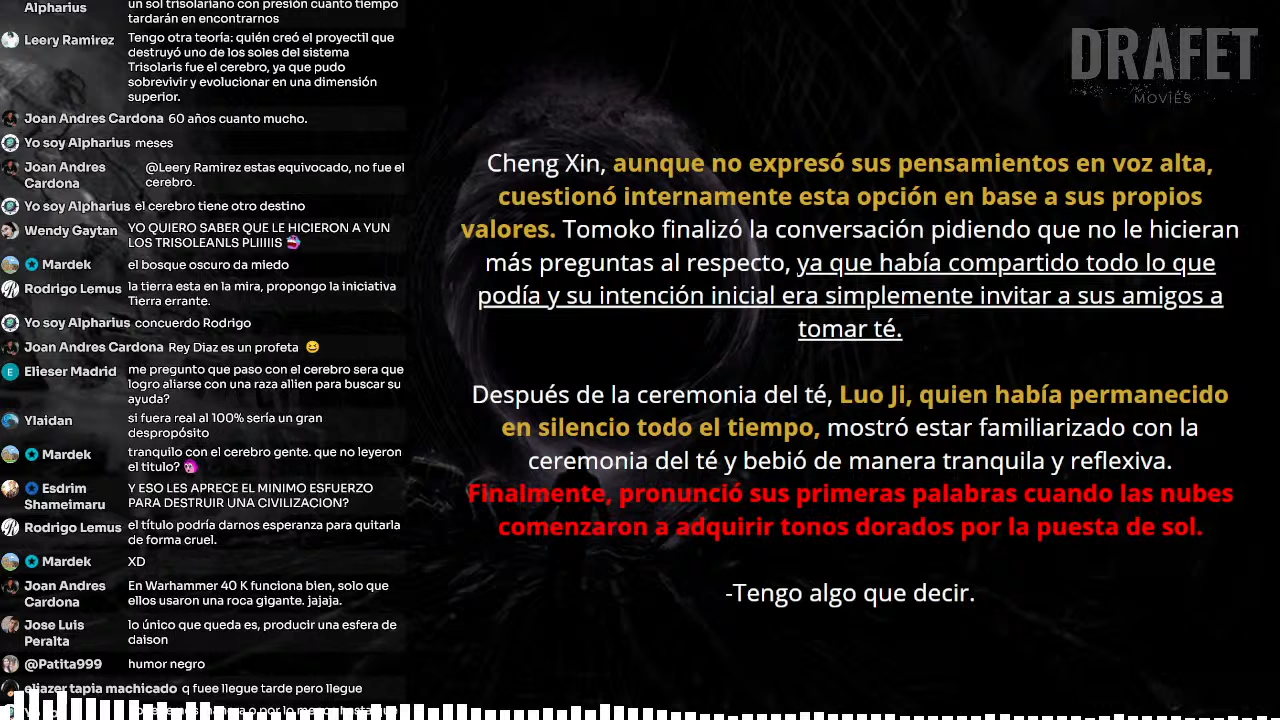 Alpharius un sol trisolariano con presión cuanto tiempo
tardarán en encontrarnos
Leery Ramirez Tengo otra teoría: quién creó el proyectil que
destruyó uno de los soles del sistema
Trisolaris fue el cerebro, ya que pudo
sobrevivir y evolucionar en una dimensión
superior.
Joan Andres Cardona 60 años cuanto mucho.
Yo soy Alpharius meses
Joan Andres Cardona @Leery Ramirez estas equivocado, no fue el
cerebro.
Yo soy Alpharius el cerebro tiene otro destino
Wendy Gaytan YO QUIERO SABER QUE LE HICIERON A YUN
LOS TRISOLEANLS PLIIIIS
Mardek el bosque oscuro da miedo
Rodrigo Lemus la tierra esta en la mira, propongo la iniciativa
Tierra errante.
Yo soy Alpharius concuerdo Rodrigo
Joan Andres Cardona Rey Diaz es un profeta 😄
E Elieser Madrid me pregunto que paso con el cerebro sera que
logro aliarse con una raza allien para buscar su
ayuda?
Ylaidan si fuera real al 100% sería un gran
despropósito
Mardek tranquilo con el cerebro gente. que no leyeron
el titulo?
Esdrim Shameimaru Y ESO LES APRECE EL MINIMO ESFUERZO
PARA DESTRUIR UNA CIVILIZACION?
Rodrigo Lemus el título podría darnos esperanza para quitarla
de forma cruel.
Mardek XD
Joan Andres Cardona En Warhammer 40 K funciona bien, solo que
ellos usaron una roca gigante. jajaja.
Jose Luis Peralta lo único que queda es, producir una esfera de
daison
@Patita999 humor negro
eliazer tapia machicado q fuee llegue tarde pero llegue
DRAFET
MOVIES
Cheng Xin, aunque no expresó sus pensamientos en voz alta,
cuestionó internamente esta opción en base a sus propios
valores. Tomoko finalizó la conversación pidiendo que no le hicieran
más preguntas al respecto, ya que había compartido todo lo que
podía y su intención inicial era simplemente invitar a sus amigos a
tomar té.
Después de la ceremonia del té, Luo Ji, quien había permanecido
en silencio todo el tiempo, mostró estar familiarizado con la
ceremonia del té y bebió de manera tranquila y reflexiva.
Finalmente, pronunció sus primeras palabras cuando las nubes
comenzaron a adquirir tonos dorados por la puesta de sol.
-Tengo algo que decir.